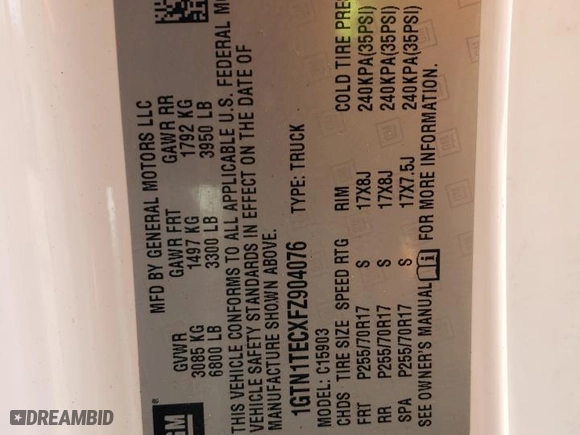 GM
MFD BY GENERAL MOTORS LLC
GVWR GAWR FRT GAWR RR
3085 KG 1497 KG 1792 KG
6800 LB 3300 LB 3950 LB
THIS VEHICLE CONFORMS TO ALL APPLICABLE U.S. FEDERAL MO
VEHICLE SAFETY STANDARDS IN EFFECT ON THE DATE OF
MANUFACTURE SHOWN ABOVE.
1GTN1TECXFZ904076 TYPE: TRUCK
MODEL: C15903
CHDS TIRE SIZE SPEED RTG RIM COLD TIRE PRE
FRT P255/70R17 S 17X8J 240KPA(35PSI)
RR P255/70R17 S 17X8J 240KPA(35PSI)
SPA P255/70R17 S 17X7.5J 240KPA(35PSI)
SEE OWNER'S MANUAL i FOR MORE INFORMATION.
DREAMBID